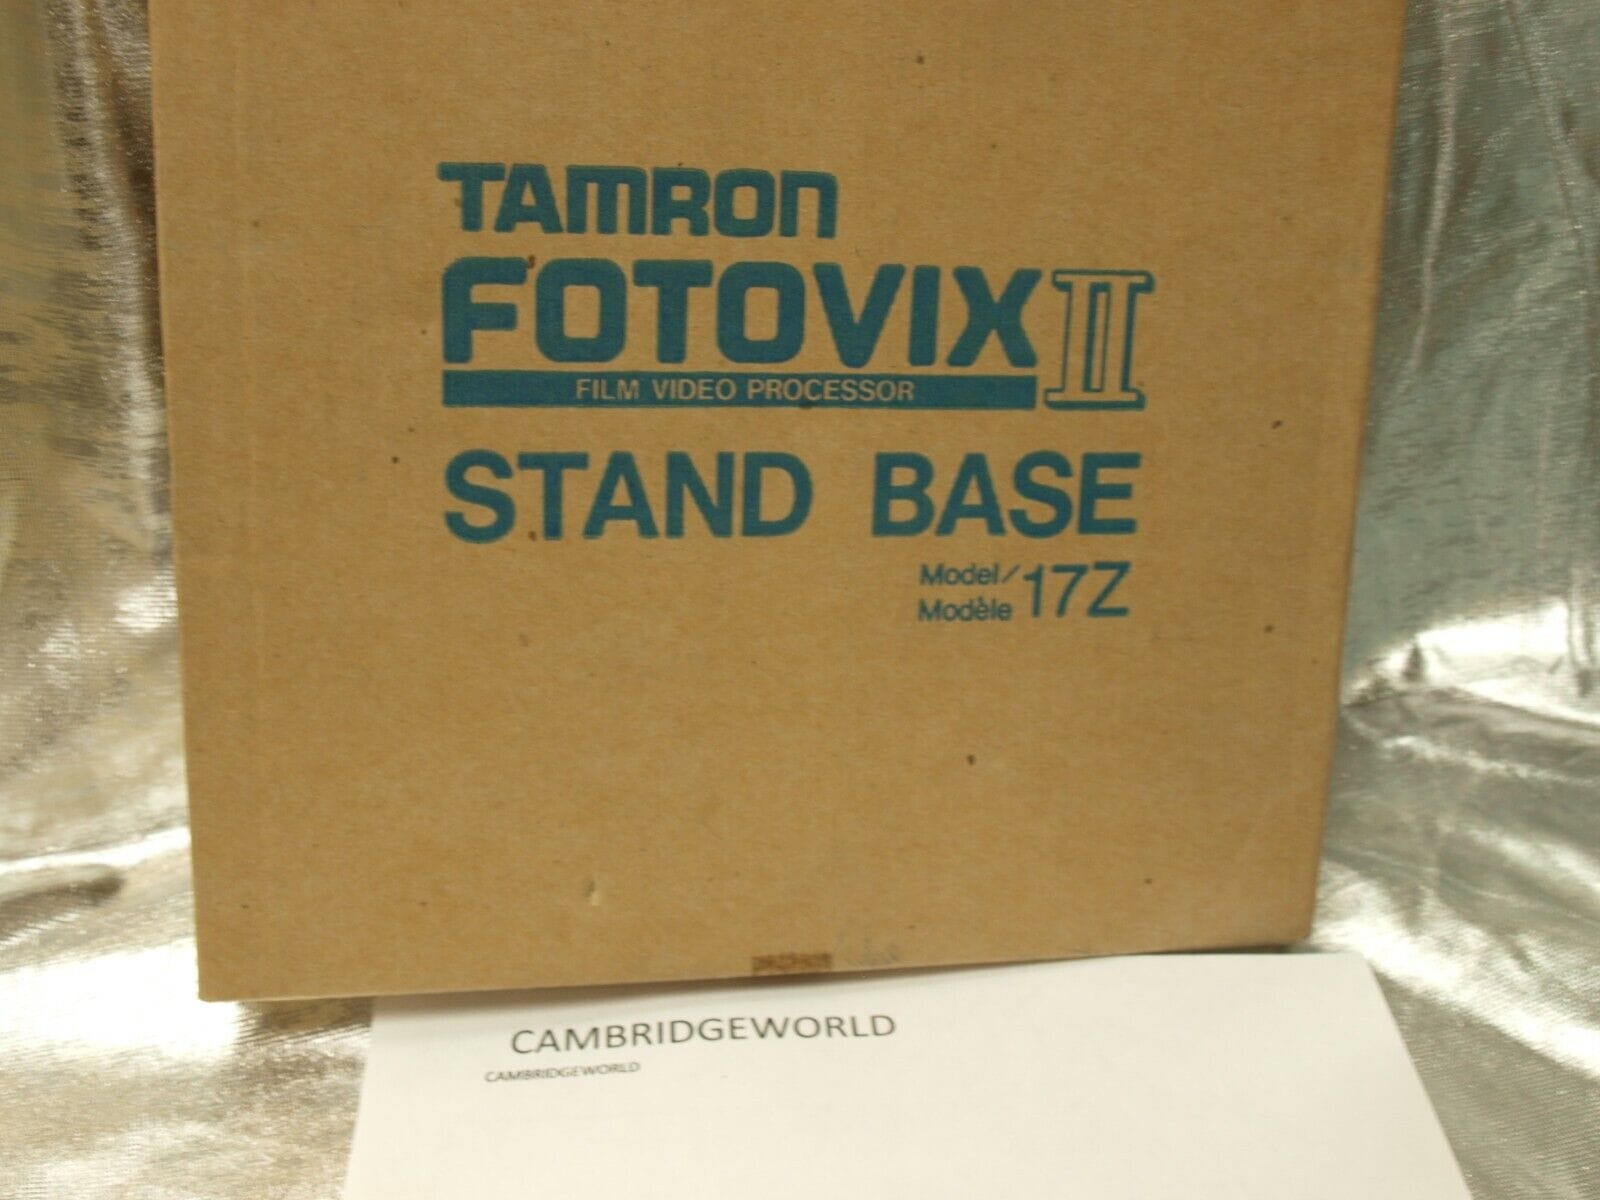 TAMRON
FOTOVIX II
FILM VIDEO PROCESSOR
STAND BASE
Model/
Modèle 17Z
CAMBRIDGEWORLD
CAMBRIDGEWORLD